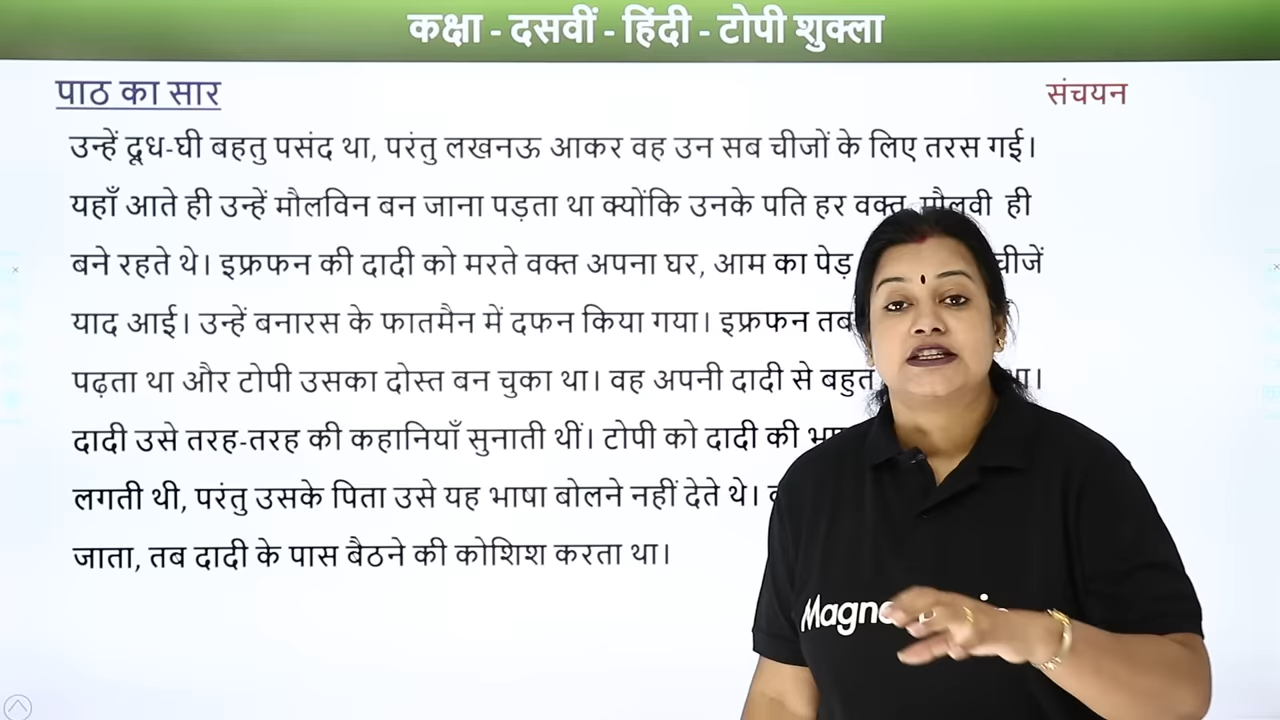 कक्षा - दसवीं - हिंदी - टोपी शुक्ला
पाठ का सार
संचयन
उन्हें दूध-घी बहतु पसंद था, परंतु लखनऊ आकर वह उन सब चीजों के लिए तरस गई।
यहाँ आते ही उन्हें मौलविन बन जाना पड़ता था क्योंकि उनके पति हर वक्त मौलवी ही
बने रहते थे। इफ्रफन की दादी को मरते वक्त अपना घर, आम का पेड़ चीजें
याद आई। उन्हें बनारस के फातमैन में दफन किया गया। इफ्रफन तब
पढ़ता था और टोपी उसका दोस्त बन चुका था। वह अपनी दादी से बहुत
दादी उसे तरह-तरह की कहानियाँ सुनाती थीं। टोपी को दादी की
लगती थी, परंतु उसके पिता उसे यह भाषा बोलने नहीं देते थे।
जाता, तब दादी के पास बैठने की कोशिश करता था।